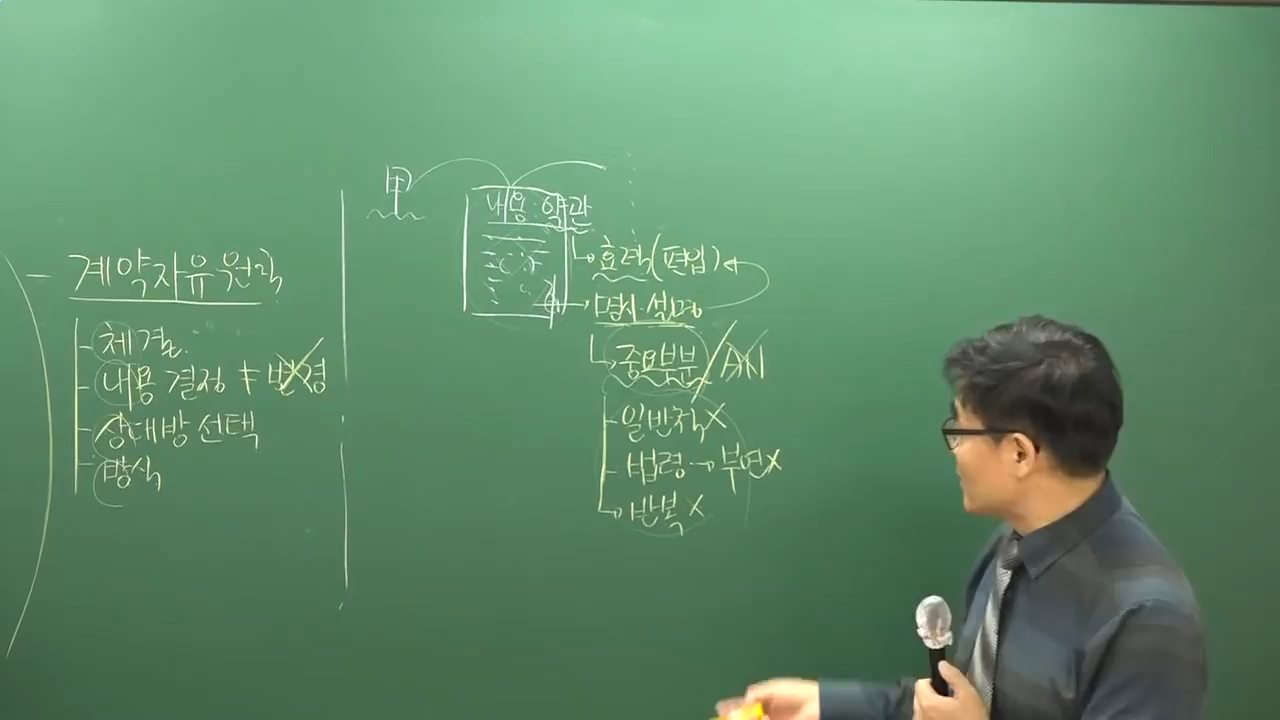 - 계약자유원칙
체결
내용 결정 ≠ 변경
상대방 선택
방식
甲
내용·약관
효력(편입)
명시·설명
중요부분
일반적 X
법령 → 부연 X
반복 X